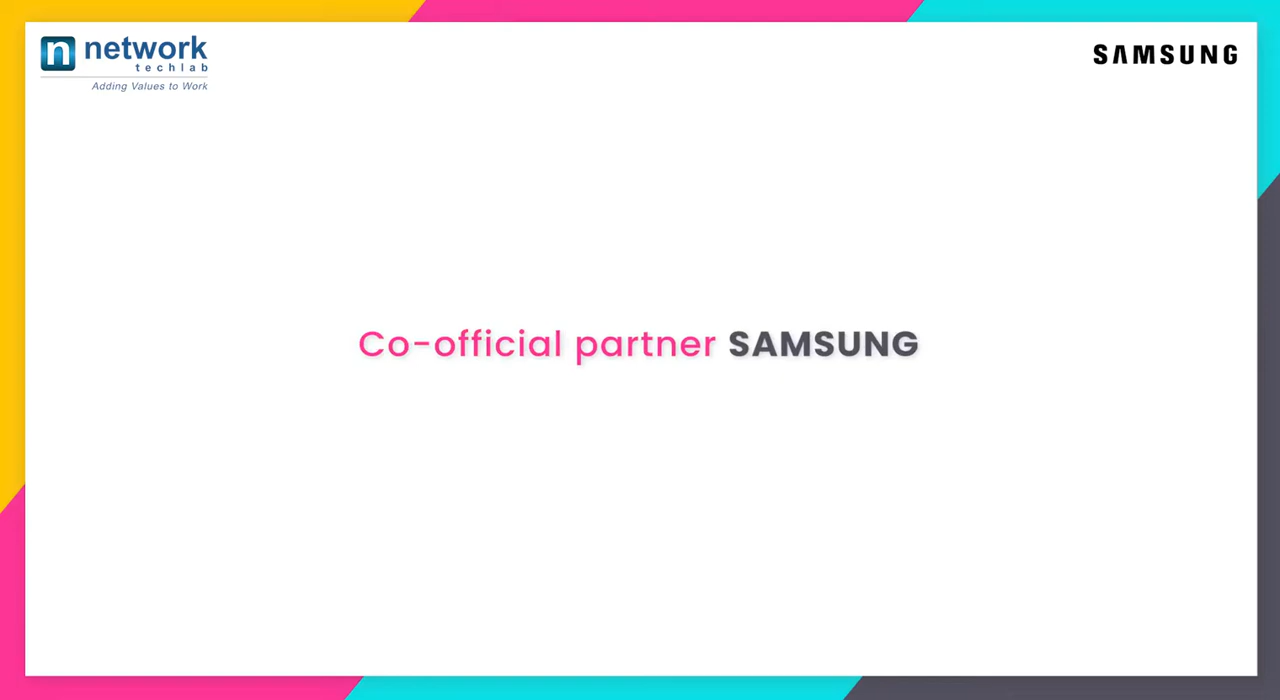 n network
techlab
Adding Values to Work
SAMSUNG
Co-official partner SAMSUNG